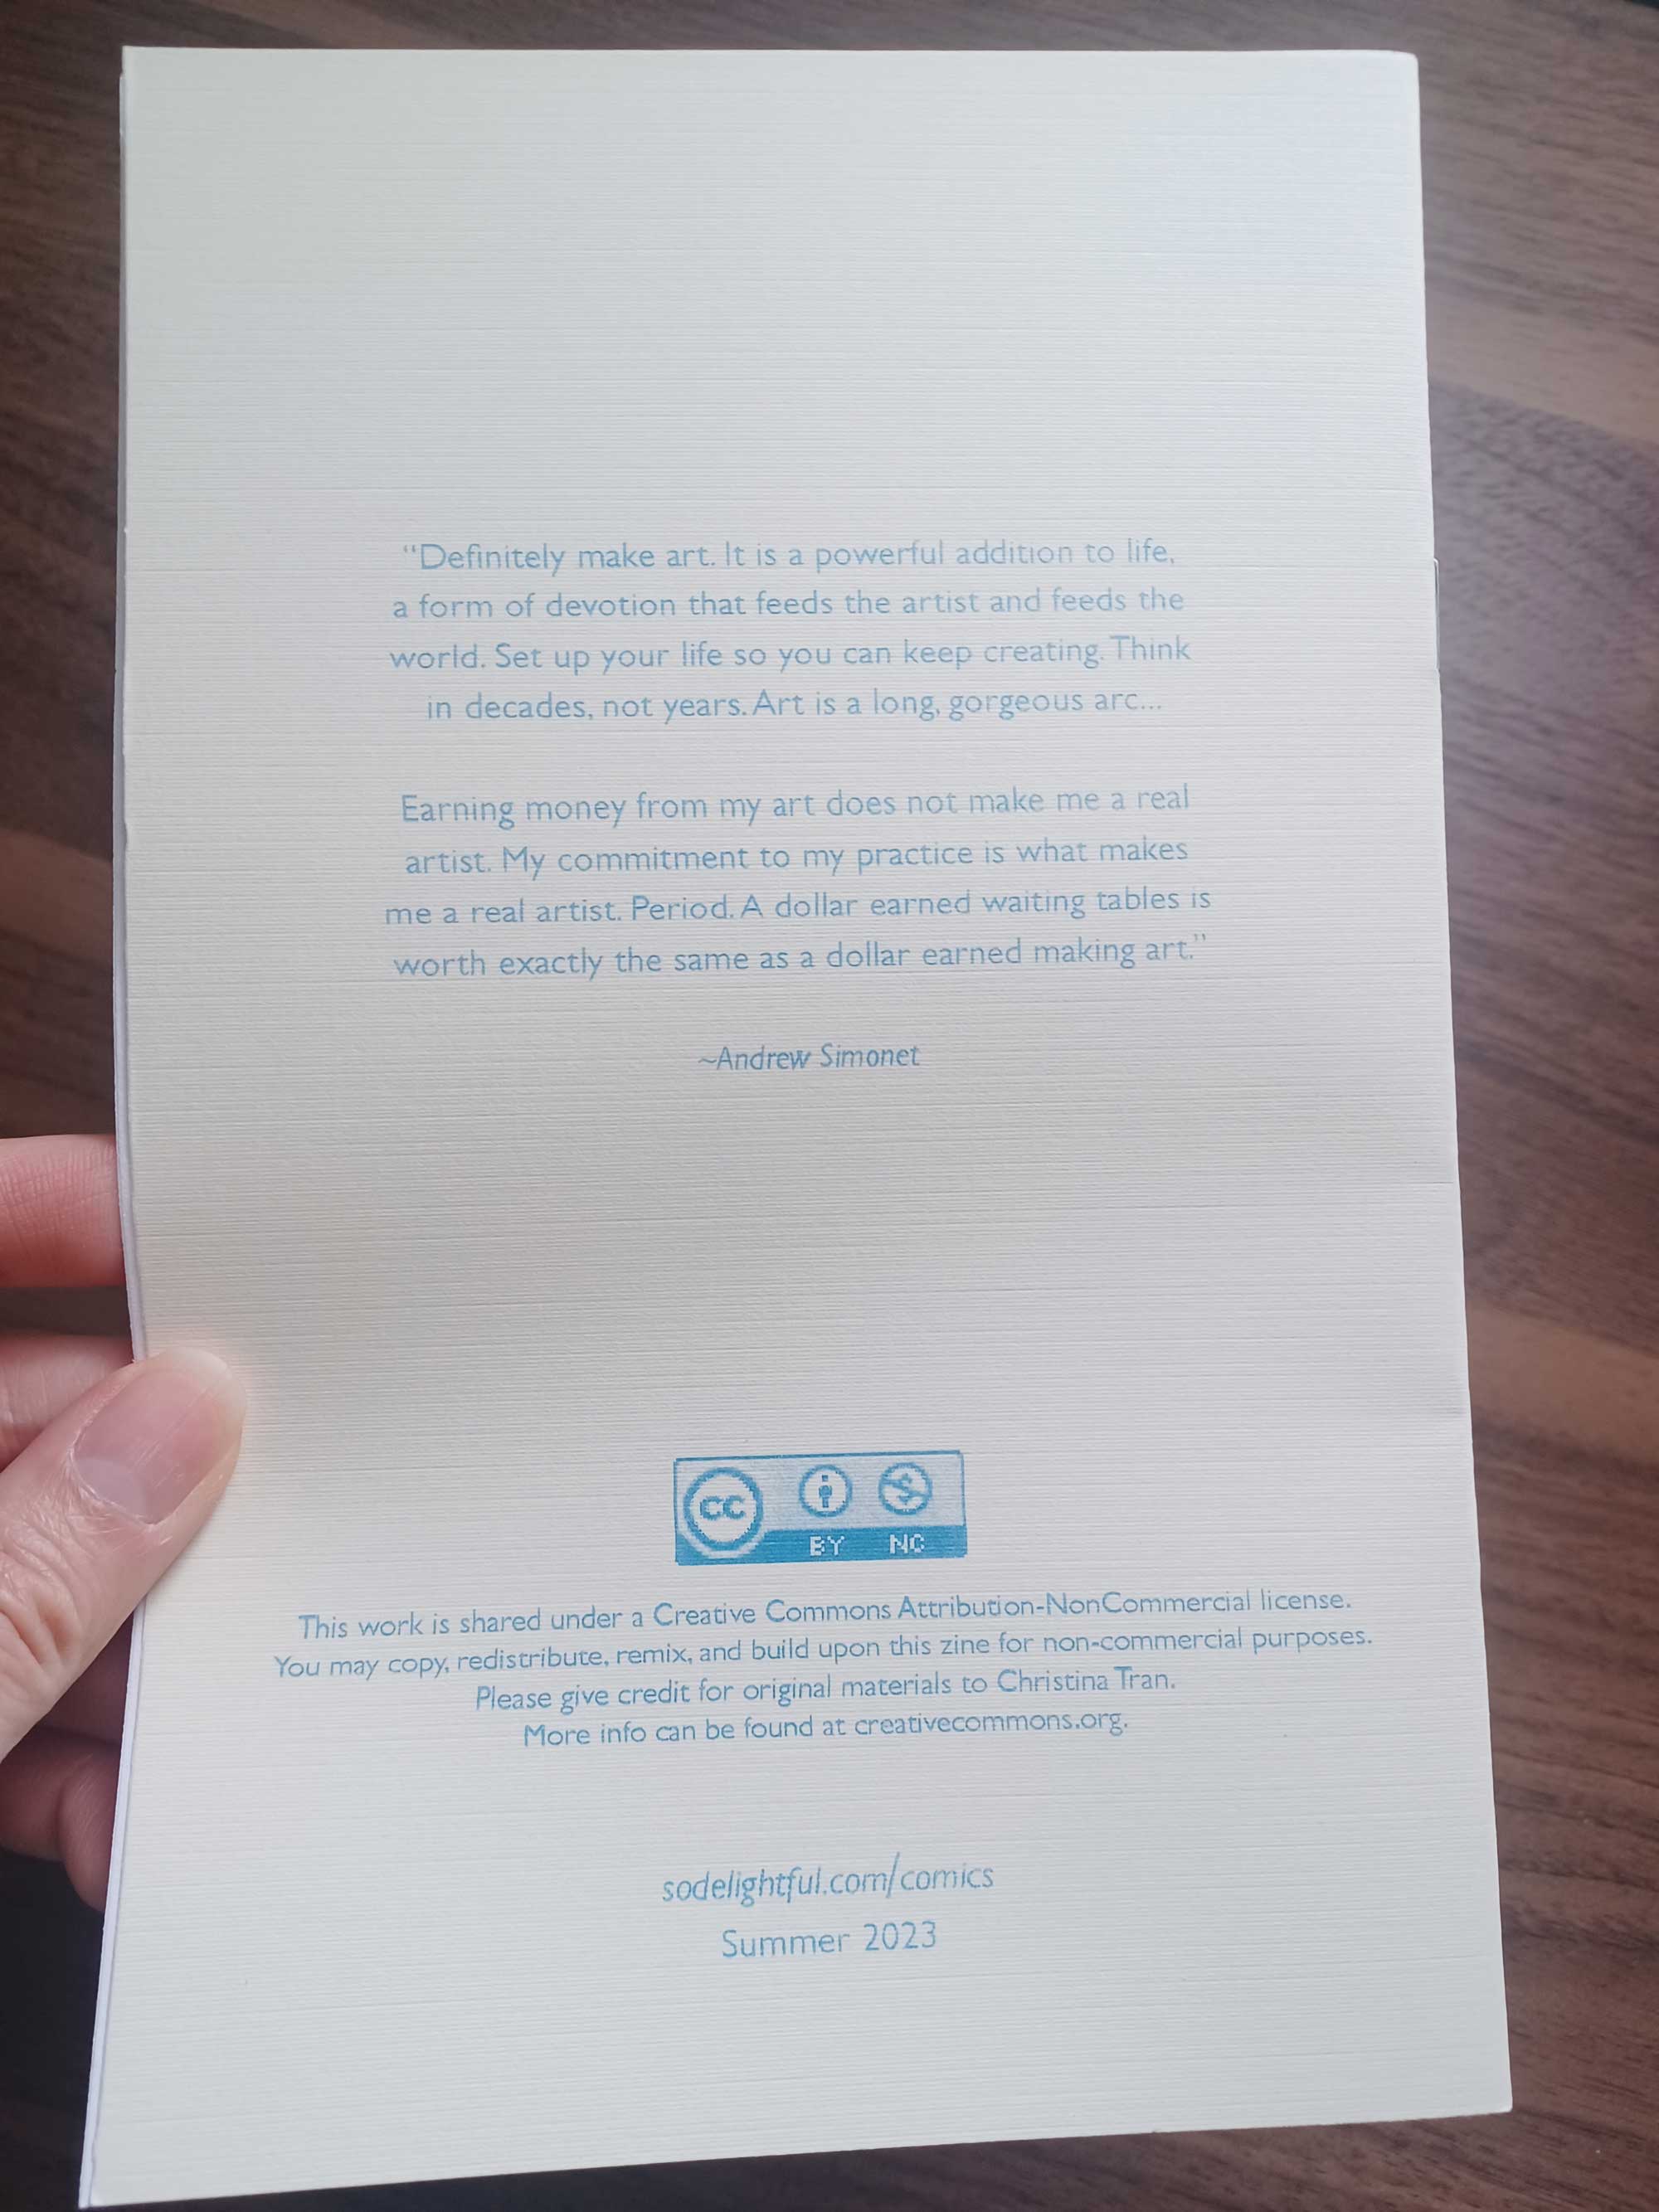 “Definitely make art. It is a powerful addition to life,
a form of devotion that feeds the artist and feeds the
world. Set up your life so you can keep creating. Think
in decades, not years. Art is a long, gorgeous arc...
Earning money from my art does not make me a real
artist. My commitment to my practice is what makes
me a real artist. Period. A dollar earned waiting tables is
worth exactly the same as a dollar earned making art.”
~Andrew Simonet
CC
BY NC
This work is shared under a Creative Commons Attribution-NonCommercial license.
You may copy, redistribute, remix, and build upon this zine for non-commercial purposes.
Please give credit for original materials to Christina Tran.
More info can be found at creativecommons.org.
sodelightful.com/comics
Summer 2023